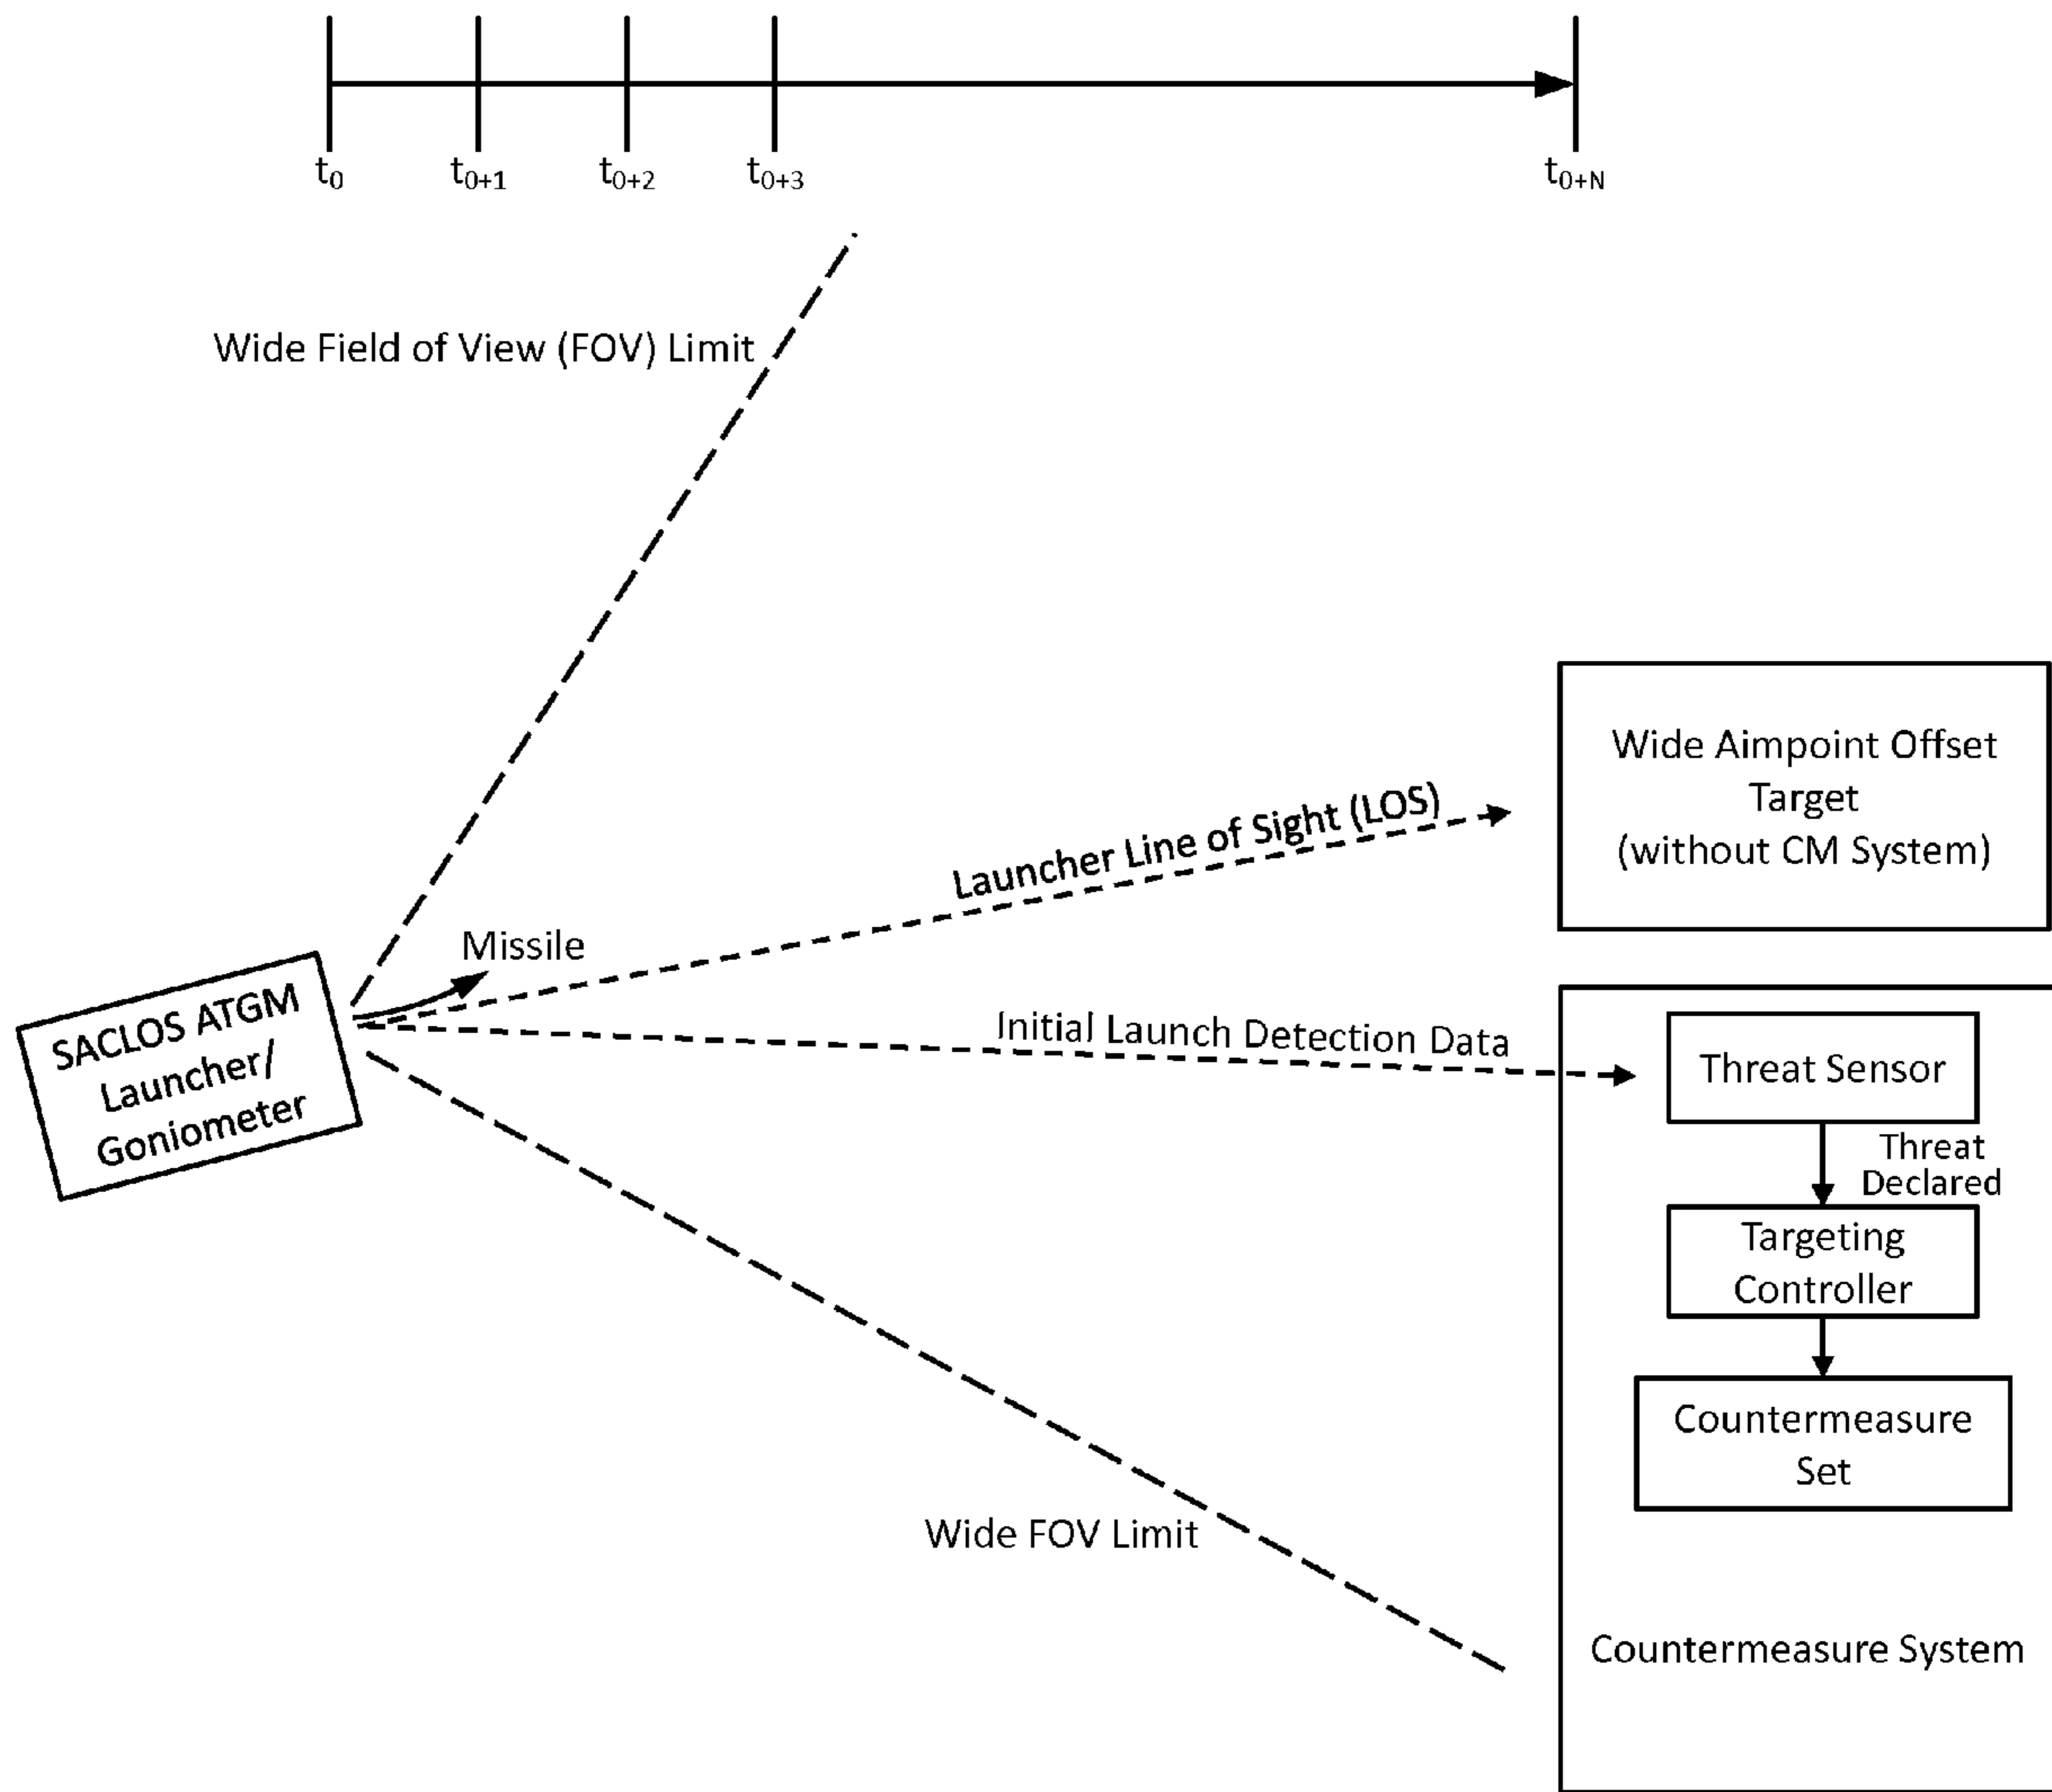 t0
t0+1
t0+2
t0+3
t0+N
Wide Field of View (FOV) Limit
Wide Aimpoint Offset
Target
(without CM System)
Launcher Line of Sight (LOS)
Missile
SACLOS ATGM
Launcher/
Goniometer
Initial Launch Detection Data
Threat Sensor
Threat
Declared
Targeting
Controller
Countermeasure
Set
Wide FOV Limit
Countermeasure System